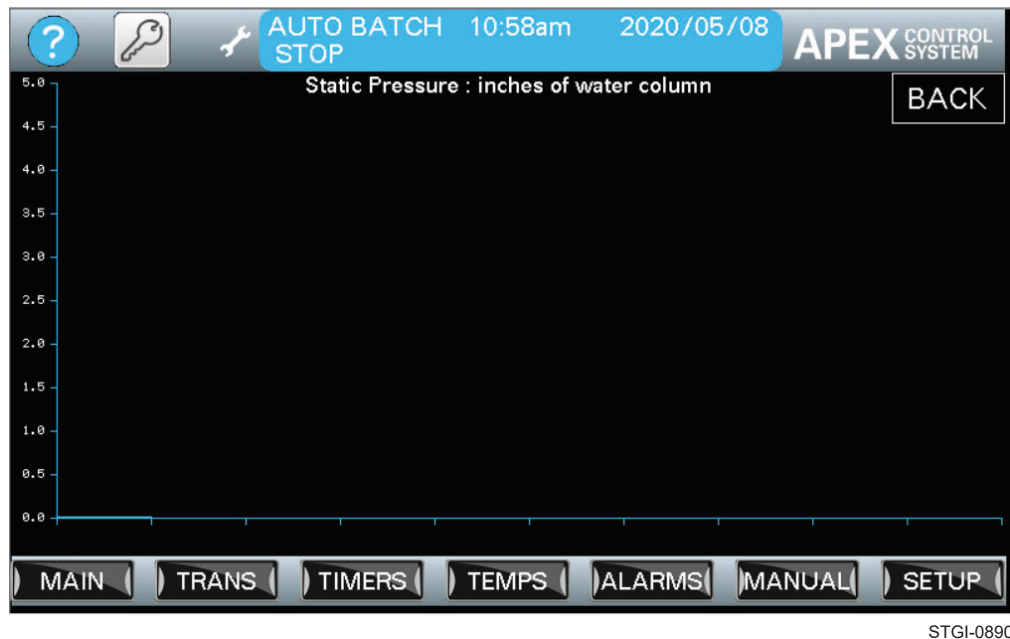 ?
AUTO BATCH 10:58am 2020/05/08
STOP
APEX CONTROL SYSTEM
Static Pressure : inches of water column
BACK
5.0
4.5
4.0
3.5
3.0
2.5
2.0
1.5
1.0
0.5
0.0
MAIN TRANS TIMERS TEMPS ALARMS MANUAL SETUP
STGI-0890